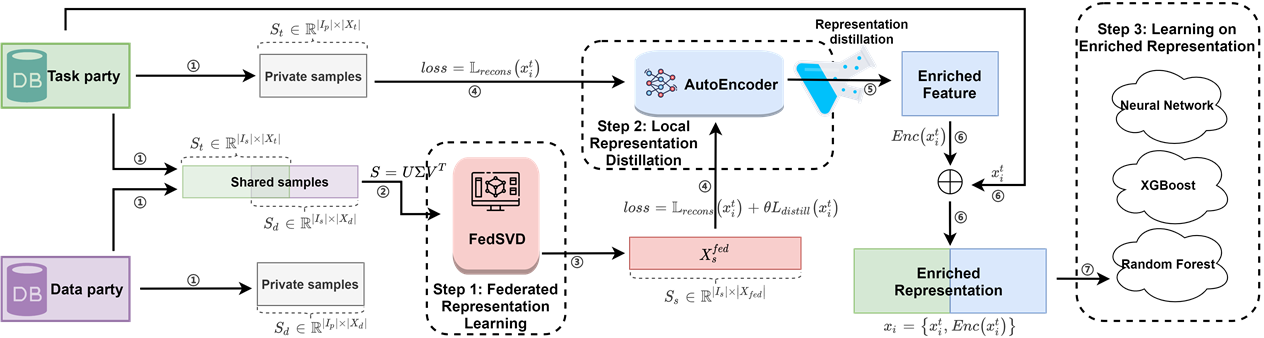 DB
Task party
①
$S_t \in \mathbb{R}^{|I_p| \times |X_t|}$
Private samples
$loss = \mathbb{L}_{recons}(x_i^t)$
④
AutoEncoder
Step 2: Local
Representation
Distillation
Representation
distillation
⑤
Enriched
Feature
$Enc(x_i^t)$
⑥
$x_i^t$
⑥
⑥
①
①
$S_t \in \mathbb{R}^{|I_s| \times |X_t|}$
Shared samples
$S_d \in \mathbb{R}^{|I_s| \times |X_d|}$
$S = U\Sigma V^T$
②
FedSVD
Step 1: Federated
Representation
Learning
③
④
$loss = \mathbb{L}_{recons}(x_i^t) + \theta L_{distill}(x_i^t)$
$X_s^{fed}$
$S_s \in \mathbb{R}^{|I_s| \times |X_{fed}|}$
DB
Data party
①
Private samples
$S_d \in \mathbb{R}^{|I_p| \times |X_d|}$
Enriched
Representation
$x_i = \{x_i^t, Enc(x_i^t)\}$
⑦
Step 3: Learning on
Enriched Representation
Neural Network
XGBoost
Random Forest